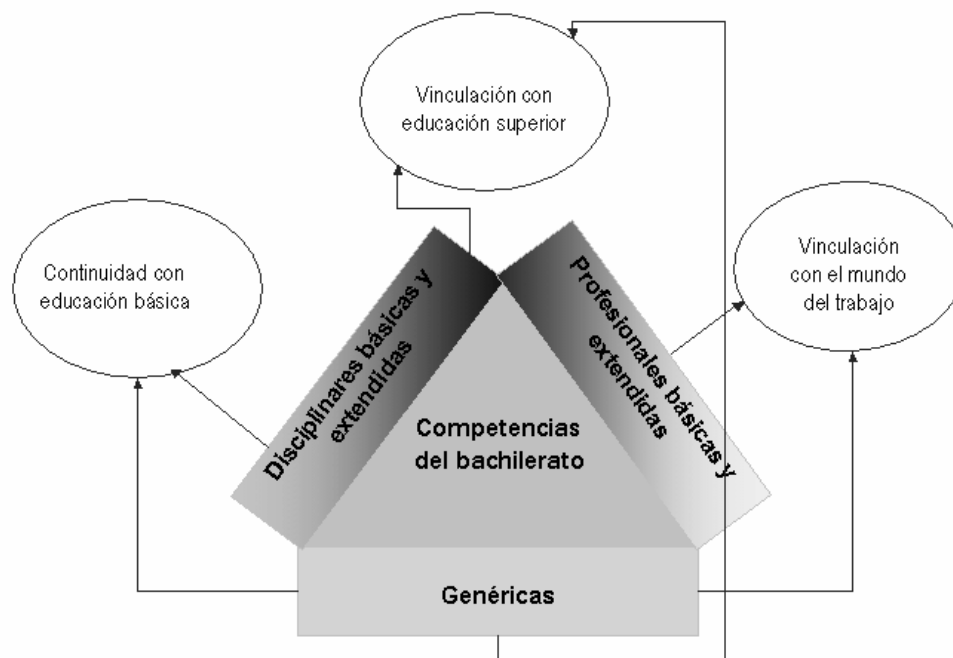 Vinculación con
educación superior
Continuidad con
educación básica
Vinculación
con el mundo
del trabajo
Disciplinares básicas y
extendidas
Profesionales básicas y
extendidas
Competencias
del bachilerato
Genéricas